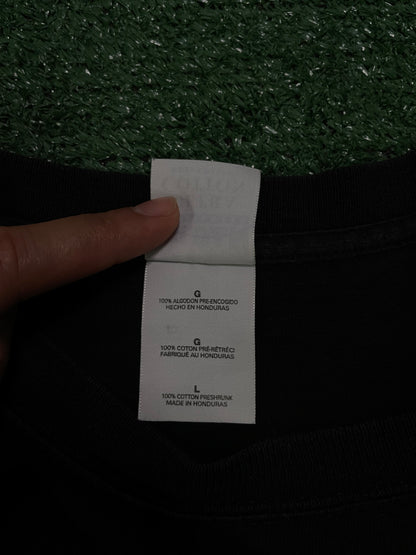 G
100% ALGODON PRE-ENCOGIDO
HECHO EN HONDURAS
G
100% COTON PRÉ-RÉTRÉCI
FABRIQUÉ AU HONDURAS
L
100% COTTON PRESHRUNK
MADE IN HONDURAS